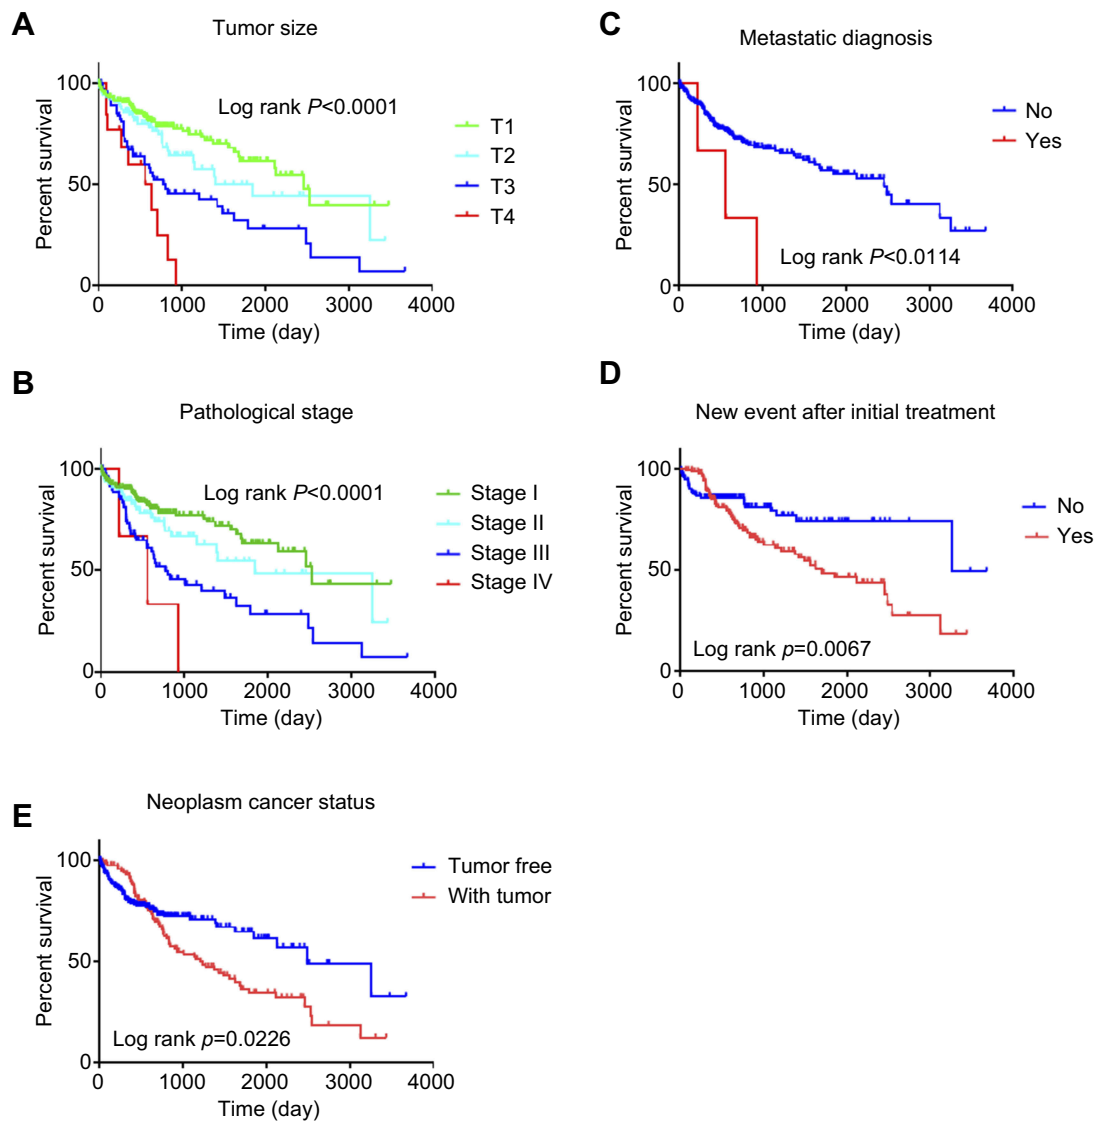 A
Tumor size
Percent survival
100
50
0
Log rank P<0.0001
T1
T2
T3
T4
0 1000 2000 3000 4000
Time (day)
C
Metastatic diagnosis
Percent survival
100
50
0
No
Yes
Log rank P<0.0114
0 1000 2000 3000 4000
Time (day)
B
Pathological stage
Percent survival
100
50
0
Log rank P<0.0001
Stage I
Stage II
Stage III
Stage IV
0 1000 2000 3000 4000
Time (day)
D
New event after initial treatment
Percent survival
100
50
0
No
Yes
Log rank p=0.0067
0 1000 2000 3000 4000
Time (day)
E
Neoplasm cancer status
Percent survival
100
50
0
Tumor free
With tumor
Log rank p=0.0226
0 1000 2000 3000 4000
Time (day)